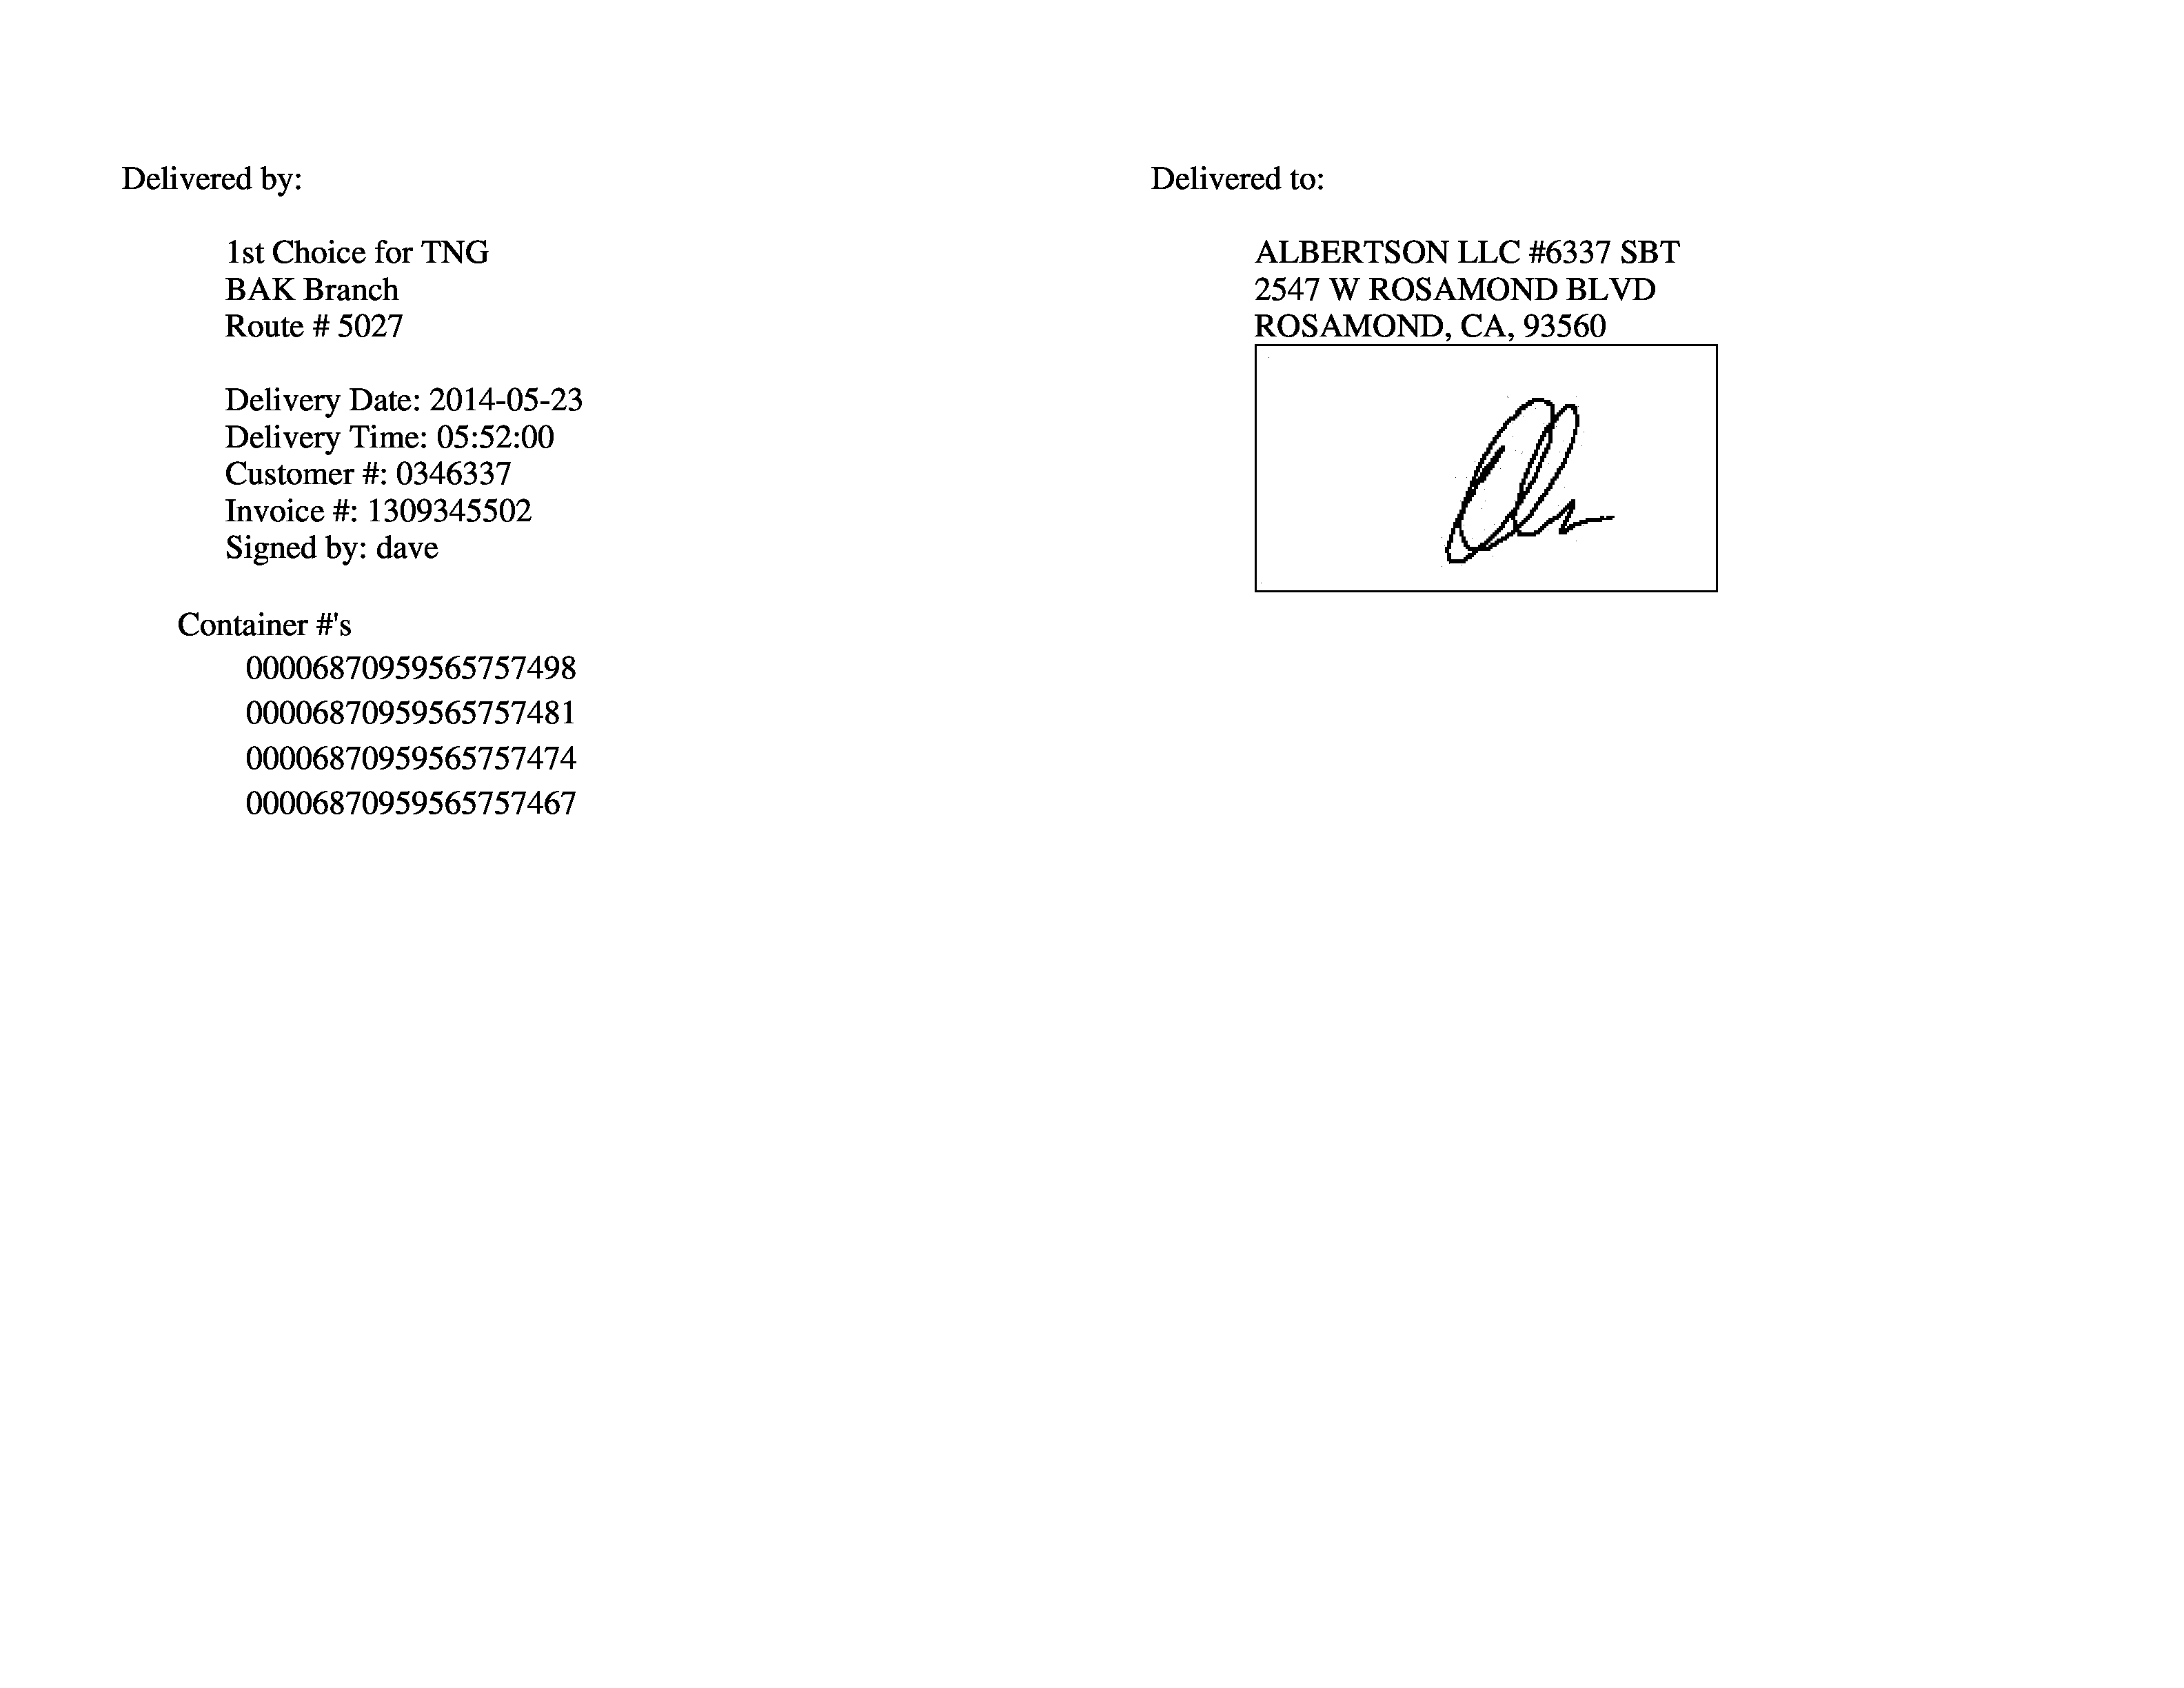 Delivered by:
1st Choice for TNG
BAK Branch
Route # 5027
Delivery Date: 2014-05-23
Delivery Time: 05:52:00
Customer #: 0346337
Invoice #: 1309345502
Signed by: dave
Container #'s
00006870959565757498
00006870959565757481
00006870959565757474
00006870959565757467
Delivered to:
ALBERTSON LLC #6337 SBT
2547 W ROSAMOND BLVD
ROSAMOND, CA, 93560